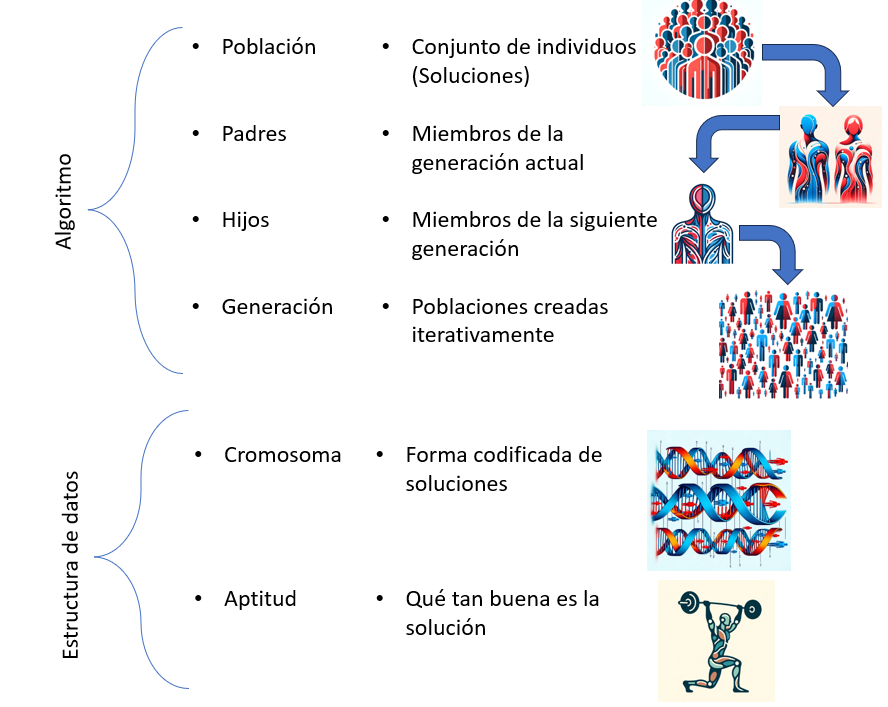 Algoritmo
• Población
• Conjunto de individuos
(Soluciones)
• Padres
• Miembros de la
generación actual
• Hijos
• Miembros de la siguiente
generación
• Generación
• Poblaciones creadas
iterativamente
Estructura de datos
• Cromosoma
• Forma codificada de
soluciones
• Aptitud
• Qué tan buena es la
solución